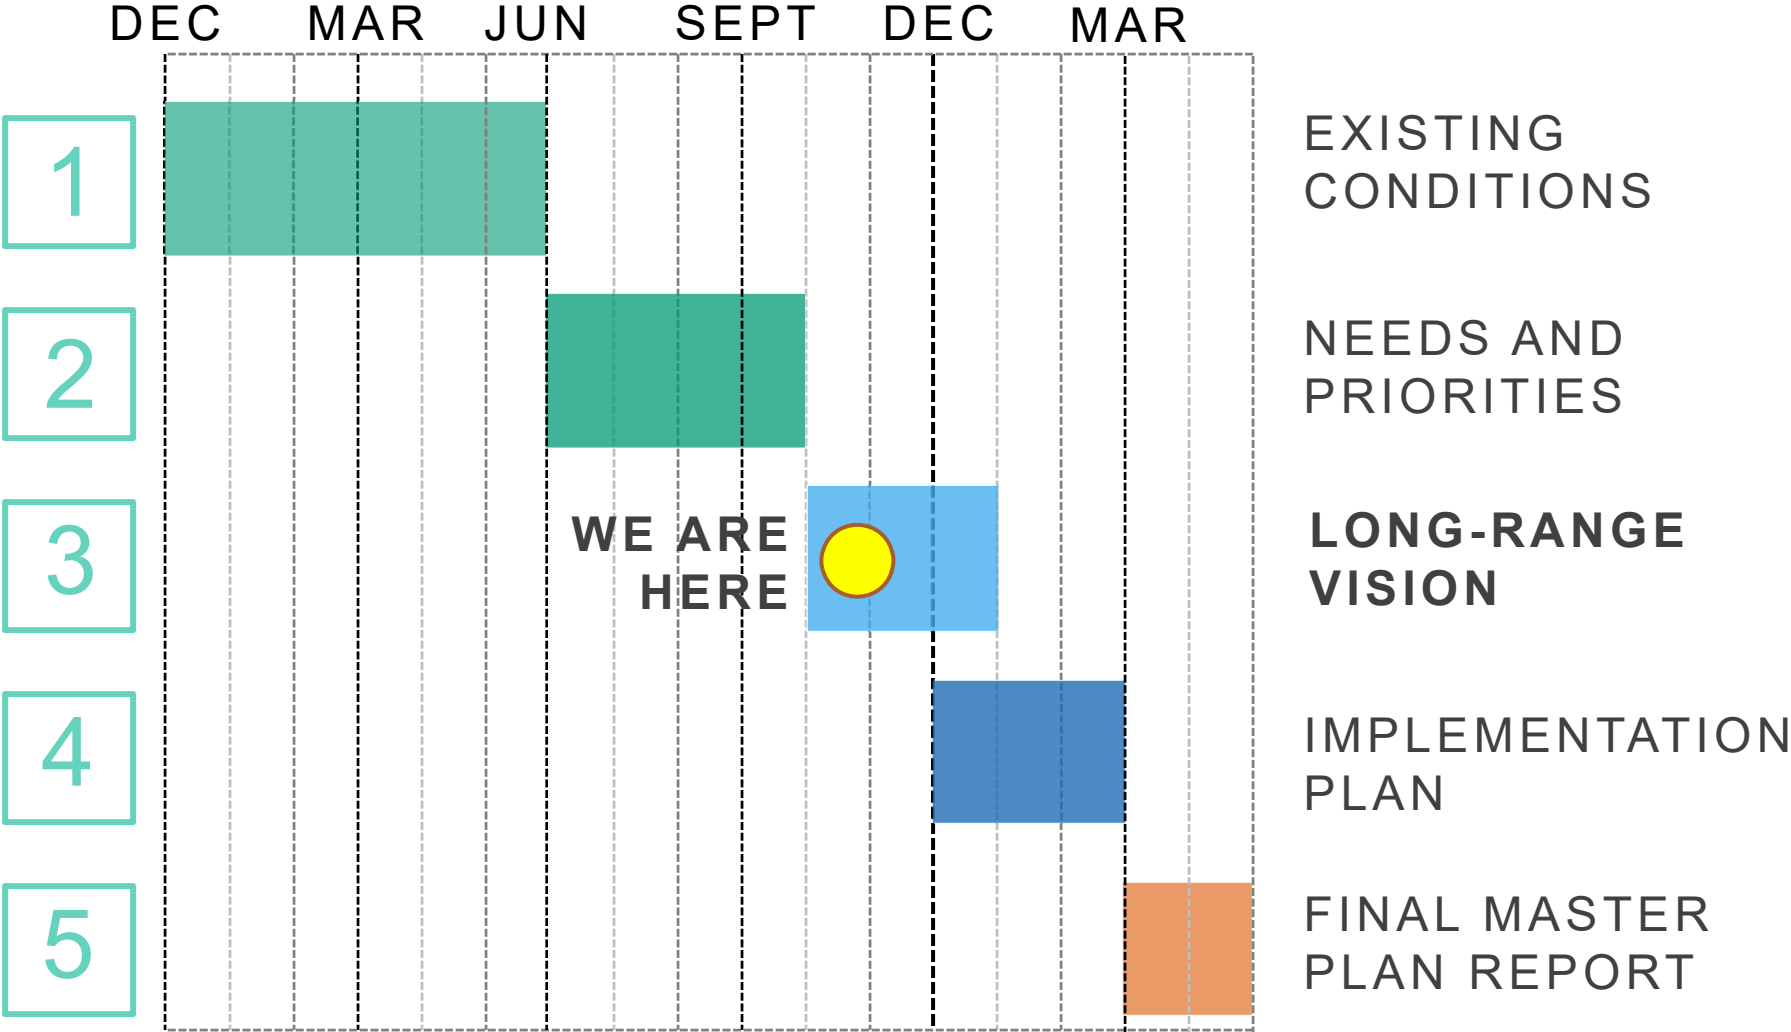 DEC MAR JUN SEPT DEC MAR
1
EXISTING
CONDITIONS
2
NEEDS AND
PRIORITIES
3
WE ARE
HERE
LONG-RANGE
VISION
4
IMPLEMENTATION
PLAN
5
FINAL MASTER
PLAN REPORT